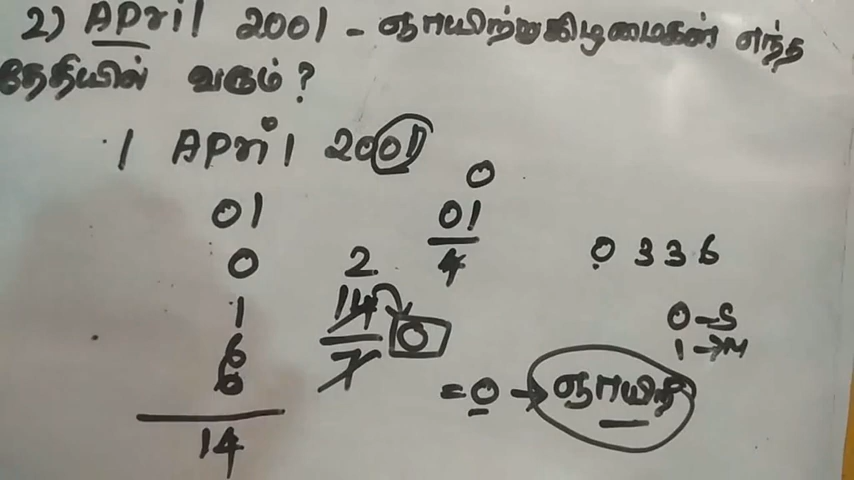 2) April 2001 - ஞாயிற்றுகிழமைகள் எந்த
தேதியில் வரும்?
1 April 2001
01
0
1
6
6
14
2
14
7
0
0
01
4
0 3 3 6
0 → S
1 → M
= 0 → ஞாயிறு